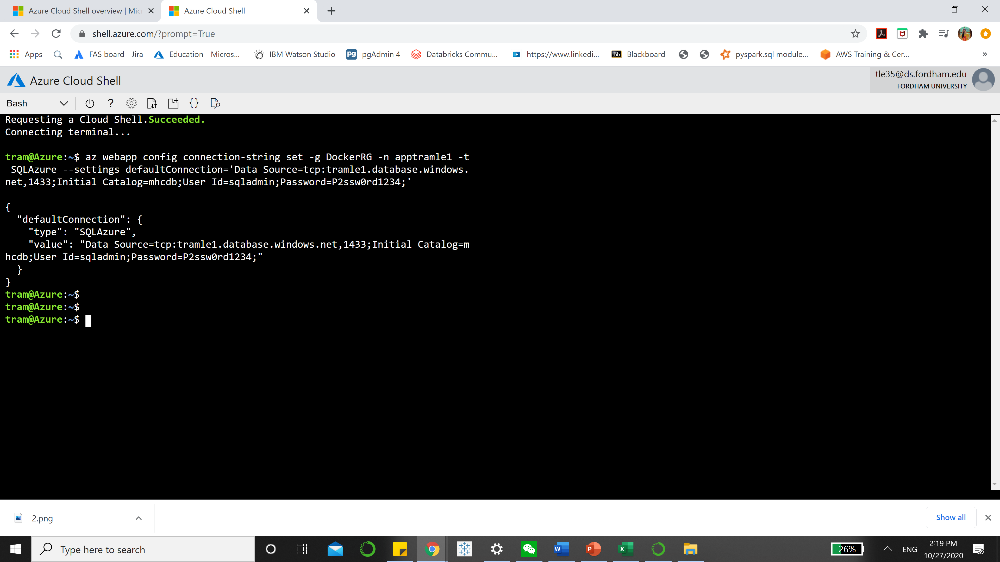 Azure Cloud Shell overview | Mic
Azure Cloud Shell
shell.azure.com/?prompt=True
Apps
FAS board - Jira
Education - Micros...
IBM Watson Studio
pgAdmin 4
Databricks Commu...
https://www.linkedi...
Bb Blackboard
pyspark.sql module...
AWS Training & Cer...
»
Azure Cloud Shell
tle35@ds.fordham.edu
FORDHAM UNIVERSITY
Bash
Requesting a Cloud Shell.Succeeded.
Connecting terminal...
tram@Azure:~$ az webapp config connection-string set -g DockerRG -n apptramle1 -t
SQLAzure --settings defaultConnection='Data Source=tcp:tramle1.database.windows.
net,1433;Initial Catalog=mhcdb;User Id=sqladmin;Password=P2ssw0rd1234;'
{
"defaultConnection": {
"type": "SQLAzure",
"value": "Data Source=tcp:tramle1.database.windows.net,1433;Initial Catalog=m
hcdb;User Id=sqladmin;Password=P2ssw0rd1234;"
}
}
tram@Azure:~$
tram@Azure:~$
tram@Azure:~$
2.png
Show all
Type here to search
26%
ENG
2:19 PM
10/27/2020